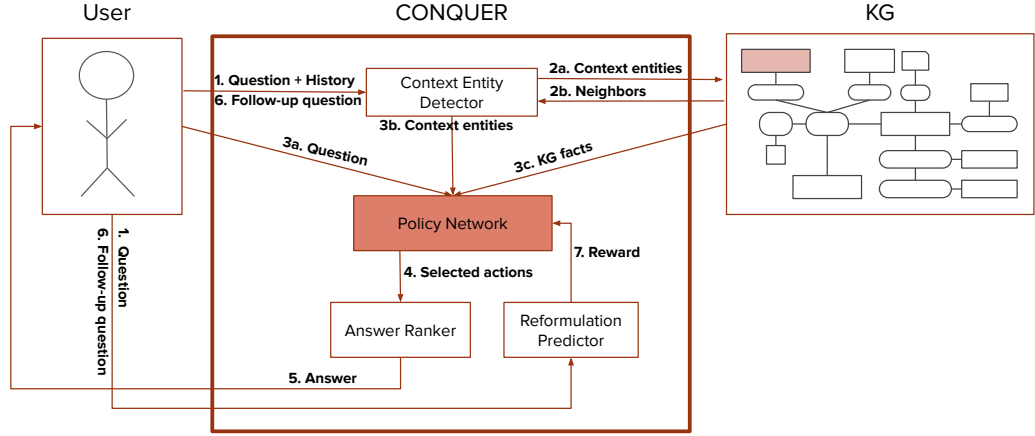 User
CONQUER
KG
1. Question + History
6. Follow-up question
Context Entity
Detector
2a. Context entities
2b. Neighbors
3b. Context entities
3a. Question
3c. KG facts
Policy Network
4. Selected actions
7. Reward
1. Question
6. Follow-up question
Answer Ranker
Reformulation
Predictor
5. Answer